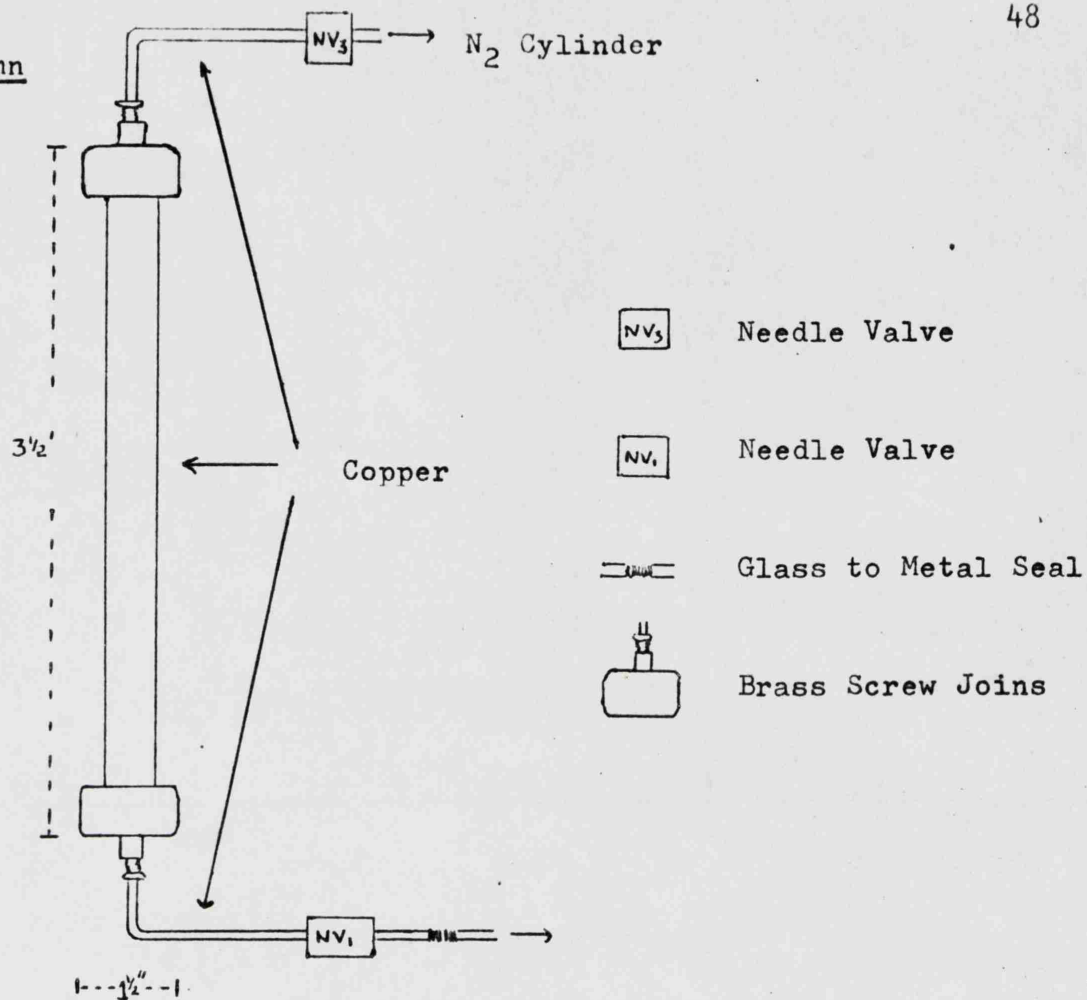 48
NV₃
N₂ Cylinder
3½'
Copper
NV₁
1½"
NV₃ Needle Valve
NV₁ Needle Valve
Glass to Metal Seal
Brass Screw Joins